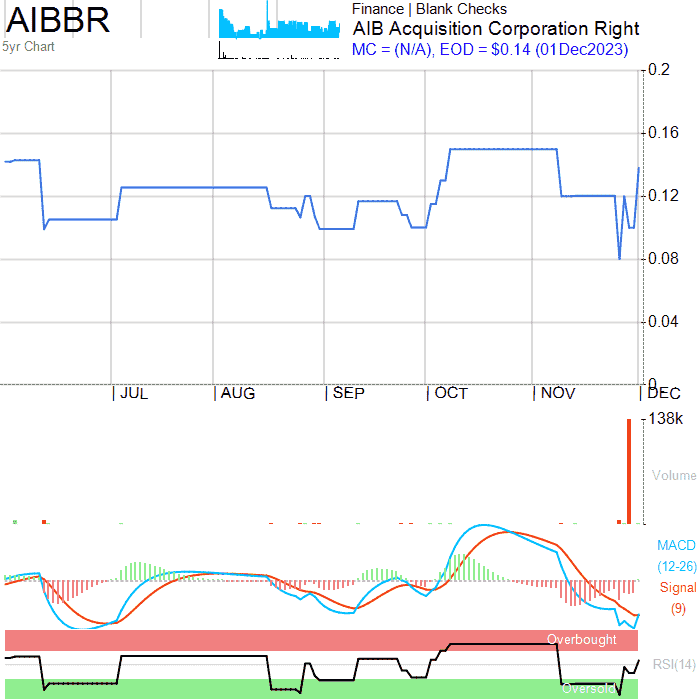 AIBBR
5yr Chart
Finance | Blank Checks
AIB Acquisition Corporation Right
MC = (N/A), EOD = $0.14 (01Dec2023)
0.2
0.16
0.12
0.08
0.04
0
JUL AUG SEP OCT NOV DEC
138k
Volume
MACD
(12-26)
Signal
(9)
Overbought
RSI(14)
Oversold